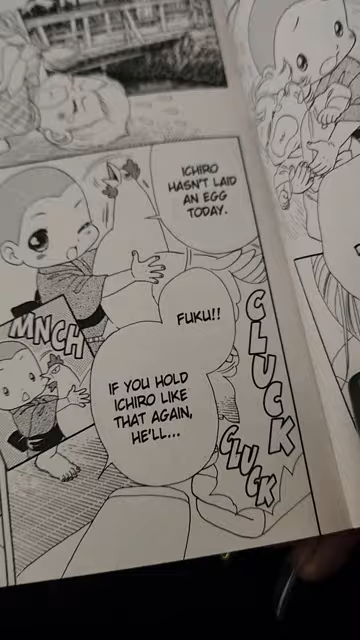 ICHIRO
HASN'T LAID
AN EGG
TODAY.
FUKU!!
IF YOU HOLD
ICHIRO LIKE
THAT AGAIN,
HE'LL...
MNCH
CLUCK
CLUCK